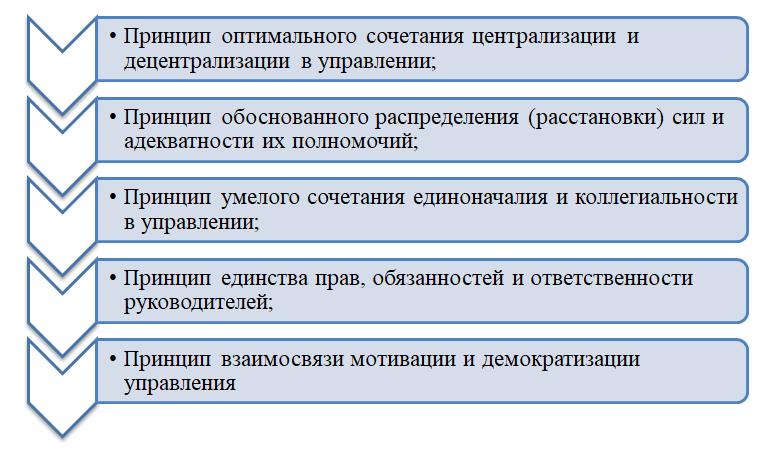 • Принцип оптимального сочетания централизации и
децентрализации в управлении;
• Принцип обоснованного распределения (расстановки) сил и
адекватности их полномочий;
• Принцип умелого сочетания единоначалия и коллегиальности
в управлении;
• Принцип единства прав, обязанностей и ответственности
руководителей;
• Принцип взаимосвязи мотивации и демократизации
управления